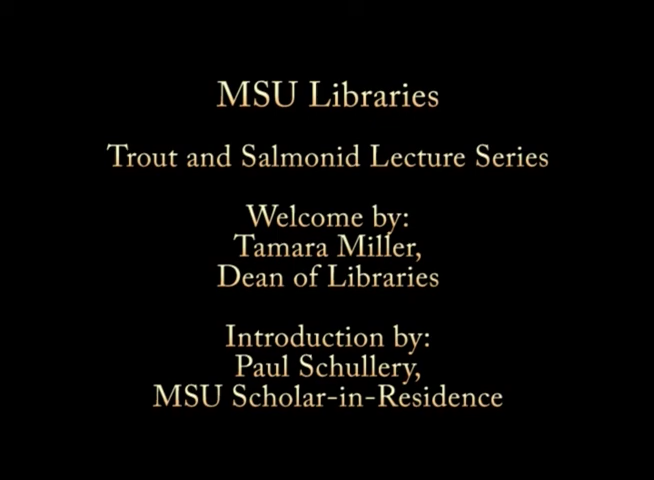 MSU Libraries
Trout and Salmonid Lecture Series
Welcome by:
Tamara Miller,
Dean of Libraries
Introduction by:
Paul Schullery,
MSU Scholar-in-Residence